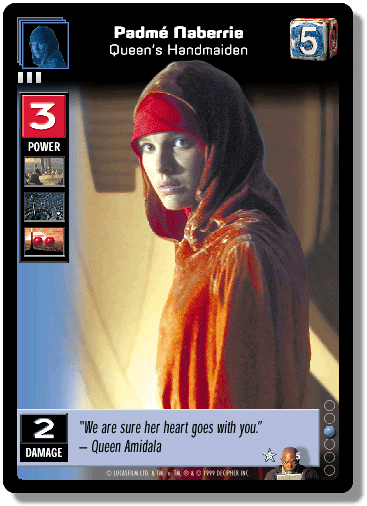 Padmé Naberrie
Queen's Handmaiden
5
3
POWER
2
DAMAGE
"We are sure her heart goes with you."
– Queen Amidala
© LUCASFILM LTD. & TM. ® TM, ® & © 1999 DECIPHER INC.